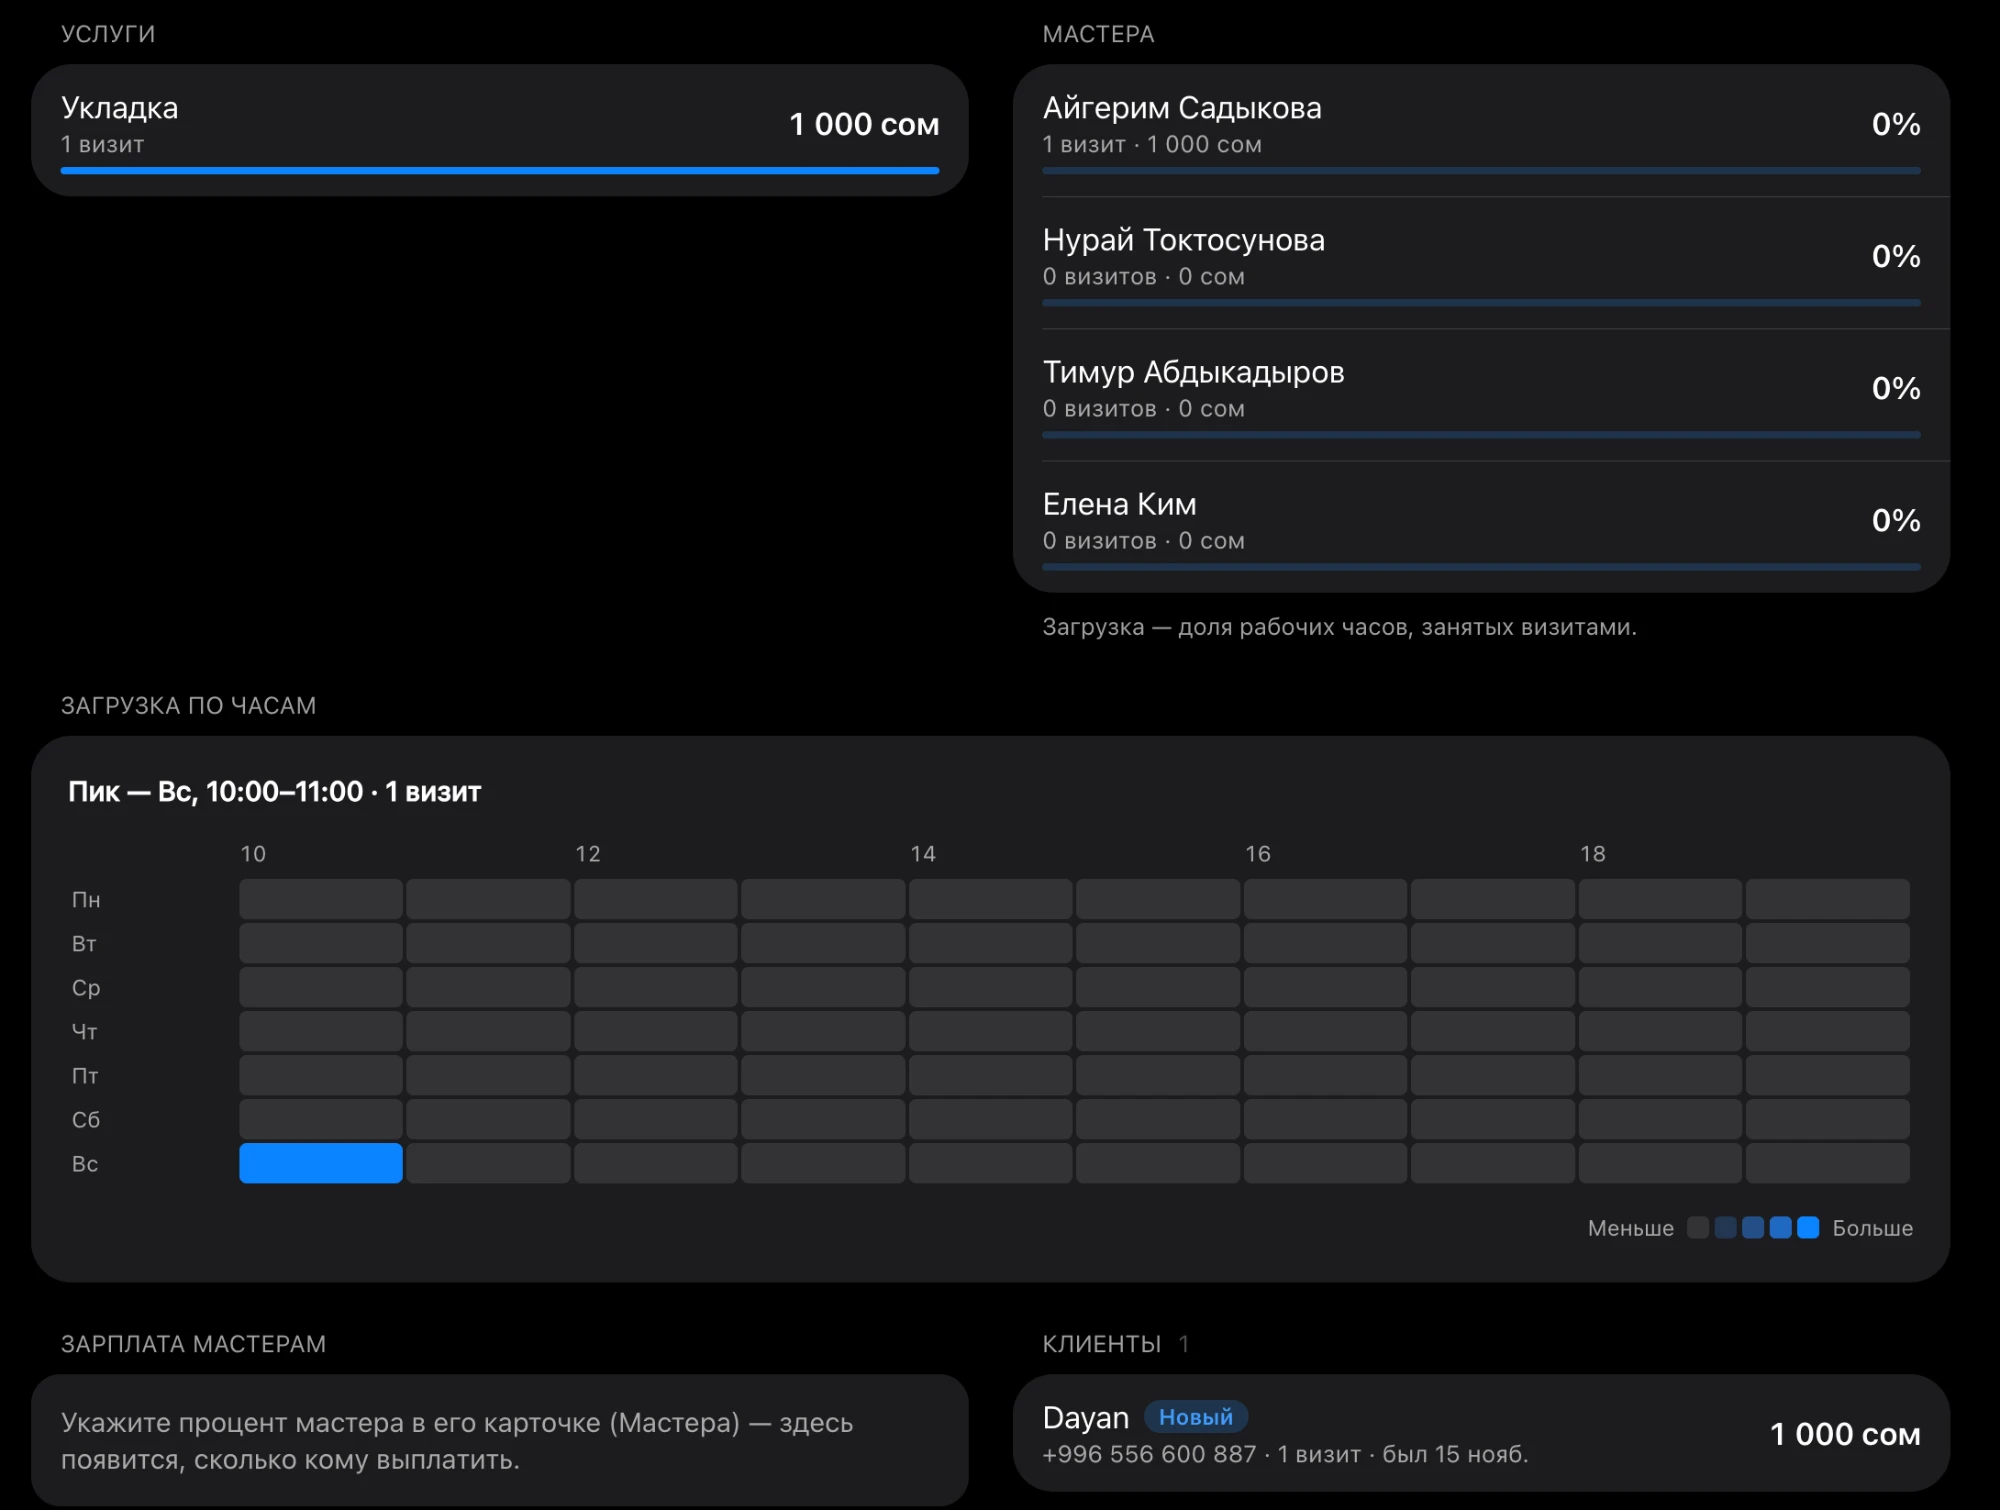 УСЛУГИ
Укладка
1 визит
1 000 сом
МАСТЕРА
Айгерим Садыкова
1 визит · 1 000 сом
0%
Нурай Токтосунова
0 визитов · 0 сом
0%
Тимур Абдыкадыров
0 визитов · 0 сом
0%
Елена Ким
0 визитов · 0 сом
0%
Загрузка — доля рабочих часов, занятых визитами.
ЗАГРУЗКА ПО ЧАСАМ
Пик — Вс, 10:00–11:00 · 1 визит
10 12 14 16 18
Пн
Вт
Ср
Чт
Пт
Сб
Вс
Меньше Больше
ЗАРПЛАТА МАСТЕРАМ
Укажите процент мастера в его карточке (Мастера) — здесь
появится, сколько кому выплатить.
КЛИЕНТЫ 1
Dayan Новый
+996 556 600 887 · 1 визит · был 15 нояб.
1 000 сом